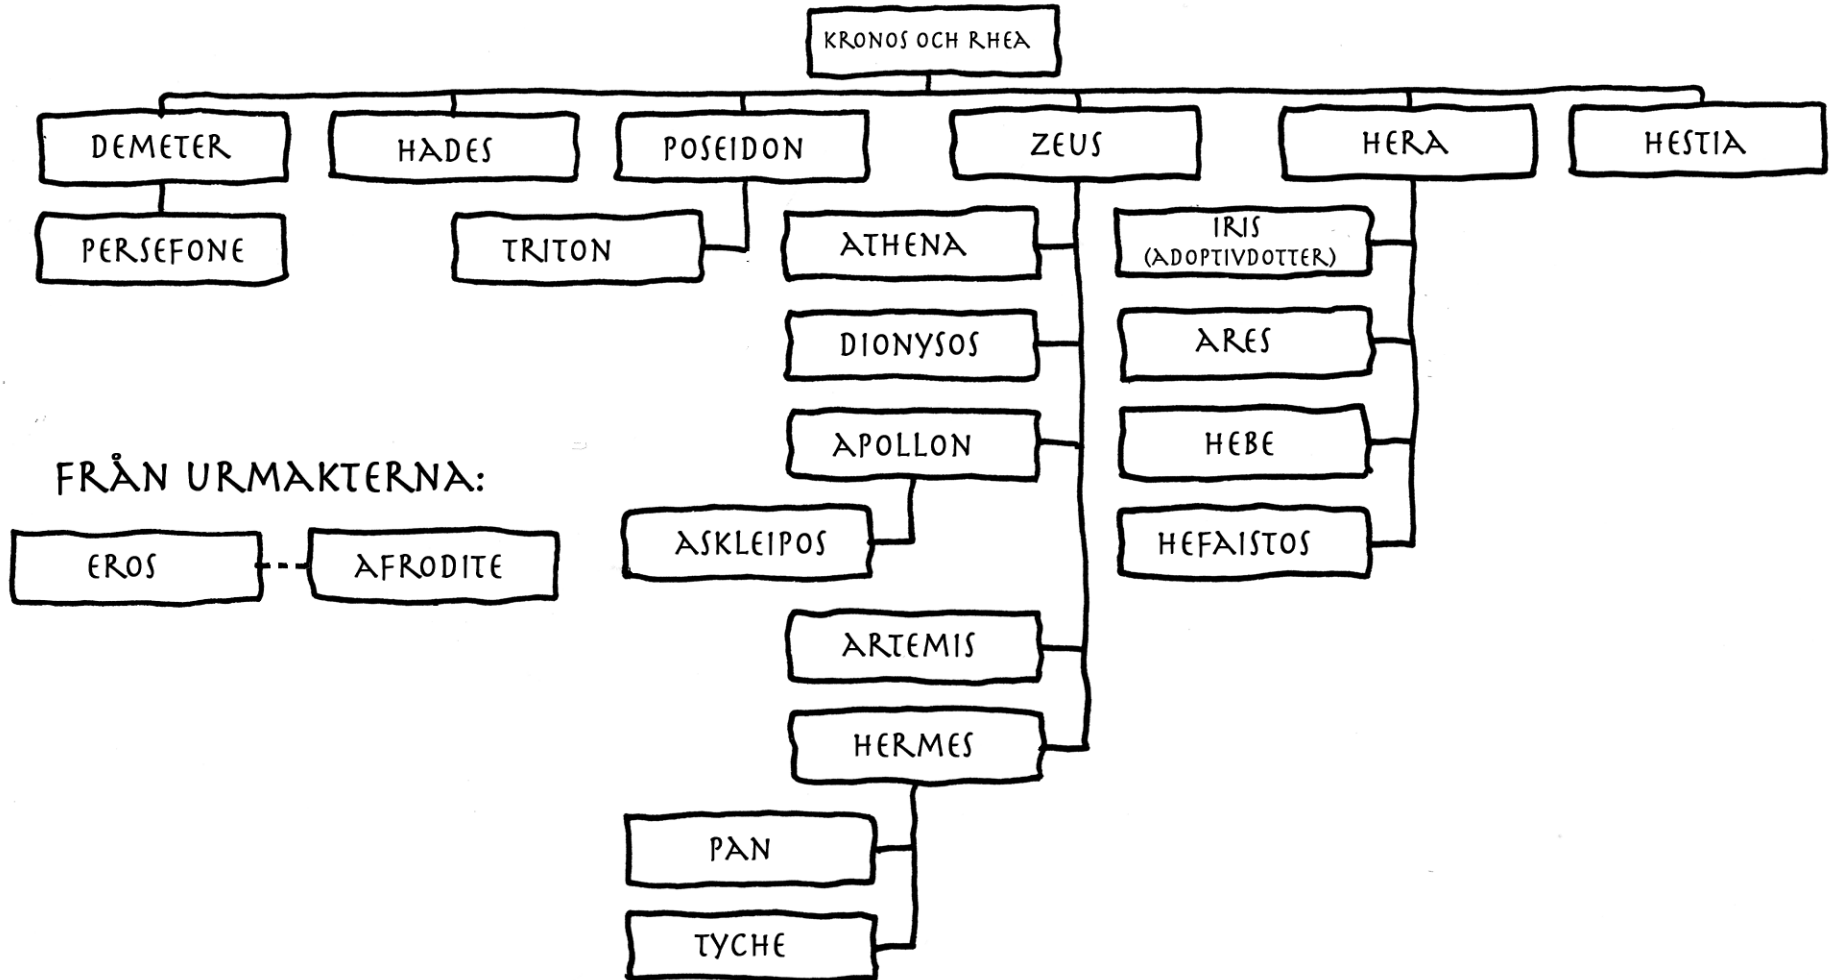 KRONOS OCH RHEA
DEMETER
HADES
POSEIDON
ZEUS
HERA
HESTIA
PERSEFONE
TRITON
ATHENA
IRIS
(ADOPTIVDOTTER)
DIONYSOS
ARES
APOLLON
HEBE
FRÅN URMAKTERNA:
EROS
AFRODITE
ASKLEIPOS
HEFAISTOS
ARTEMIS
HERMES
PAN
TYCHE